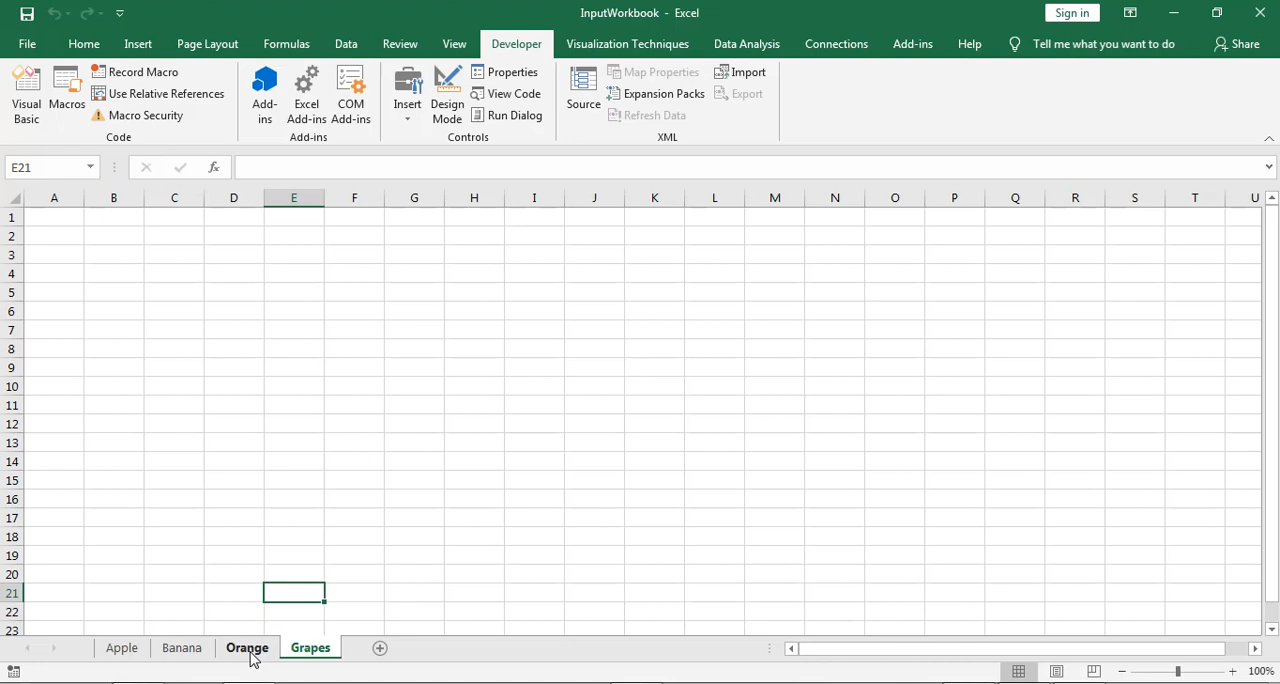 InputWorkbook - Excel
Sign in
File Home Insert Page Layout Formulas Data Review View Developer Visualization Techniques Data Analysis Connections Add-ins Help Tell me what you want to do Share
Visual Basic
Macros
Record Macro
Use Relative References
Macro Security
Code
Add-ins
Excel Add-ins
COM Add-ins
Add-ins
Insert
Design Mode
Properties
View Code
Run Dialog
Controls
Source
Map Properties
Expansion Packs
Refresh Data
Import
Export
XML
E21 fx
A B C D E F G H I J K L M N O P Q R S T U
1
2
3
4
5
6
7
8
9
10
11
12
13
14
15
16
17
18
19
20
21
22
23
Apple Banana Orange Grapes
100%